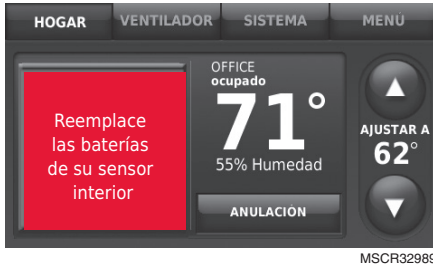 HOGAR VENTILADOR SISTEMA MENÚ
Reemplace
las baterías
de su sensor
interior
OFFICE
ocupado
71°
55% Humedad
ANULACIÓN
AJUSTAR A
62°
MSCR32989